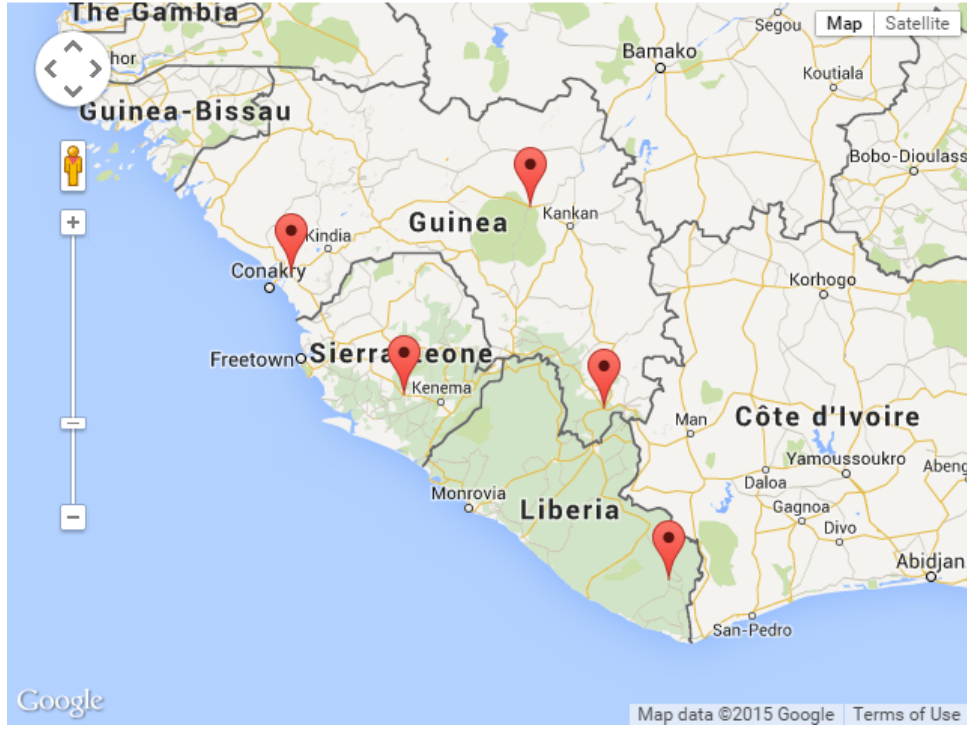 The Gambia
Segou
Map
Satellite
hor
Bamako
Koutiala
Guinea-Bissau
Bobo-Dioulass
Guinea
Kankan
Kindia
Conakry
Korhogo
Freetown
Sierra Leone
Kenema
Man
Côte d'Ivoire
Yamoussoukro
Abeng
Daloa
Monrovia
Liberia
Gagnoa
Divo
Abidjan
San-Pedro
Google
Map data ©2015 Google
Terms of Use